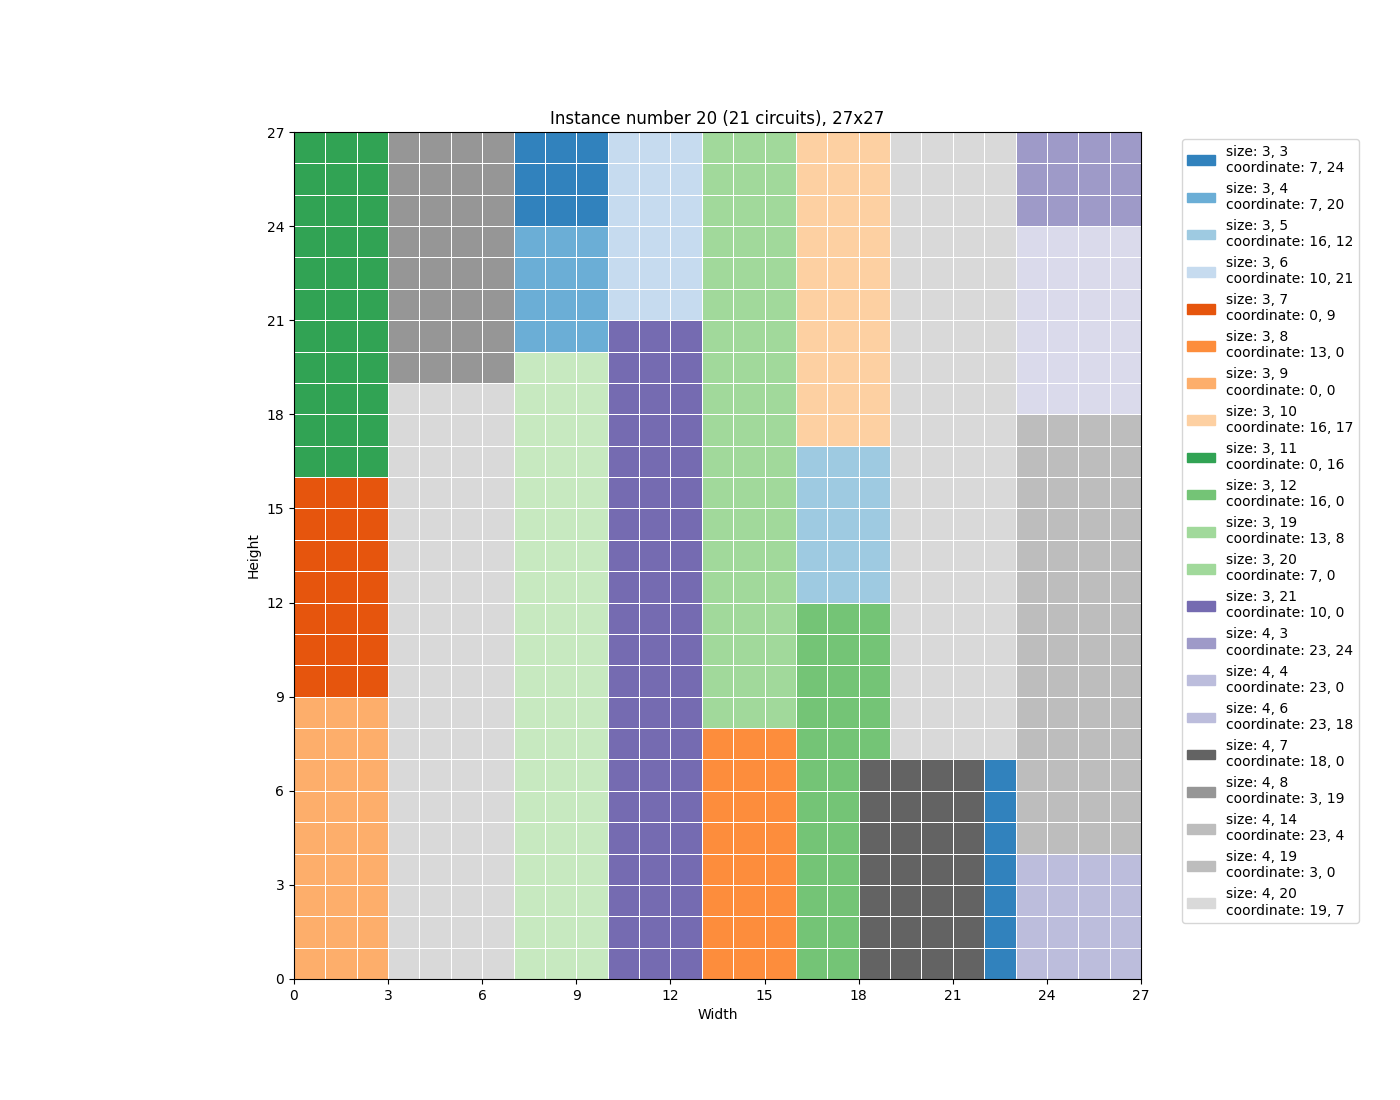 Instance number 20 (21 circuits), 27x27
27
24
21
18
15
12
9
6
3
0
Height
0 3 6 9 12 15 18 21 24 27
Width
size: 3, 3
coordinate: 7, 24
size: 3, 4
coordinate: 7, 20
size: 3, 5
coordinate: 16, 12
size: 3, 6
coordinate: 10, 21
size: 3, 7
coordinate: 0, 9
size: 3, 8
coordinate: 13, 0
size: 3, 9
coordinate: 0, 0
size: 3, 10
coordinate: 16, 17
size: 3, 11
coordinate: 0, 16
size: 3, 12
coordinate: 16, 0
size: 3, 19
coordinate: 13, 8
size: 3, 20
coordinate: 7, 0
size: 3, 21
coordinate: 10, 0
size: 4, 3
coordinate: 23, 24
size: 4, 4
coordinate: 23, 0
size: 4, 6
coordinate: 23, 18
size: 4, 7
coordinate: 18, 0
size: 4, 8
coordinate: 3, 19
size: 4, 14
coordinate: 23, 4
size: 4, 19
coordinate: 3, 0
size: 4, 20
coordinate: 19, 7